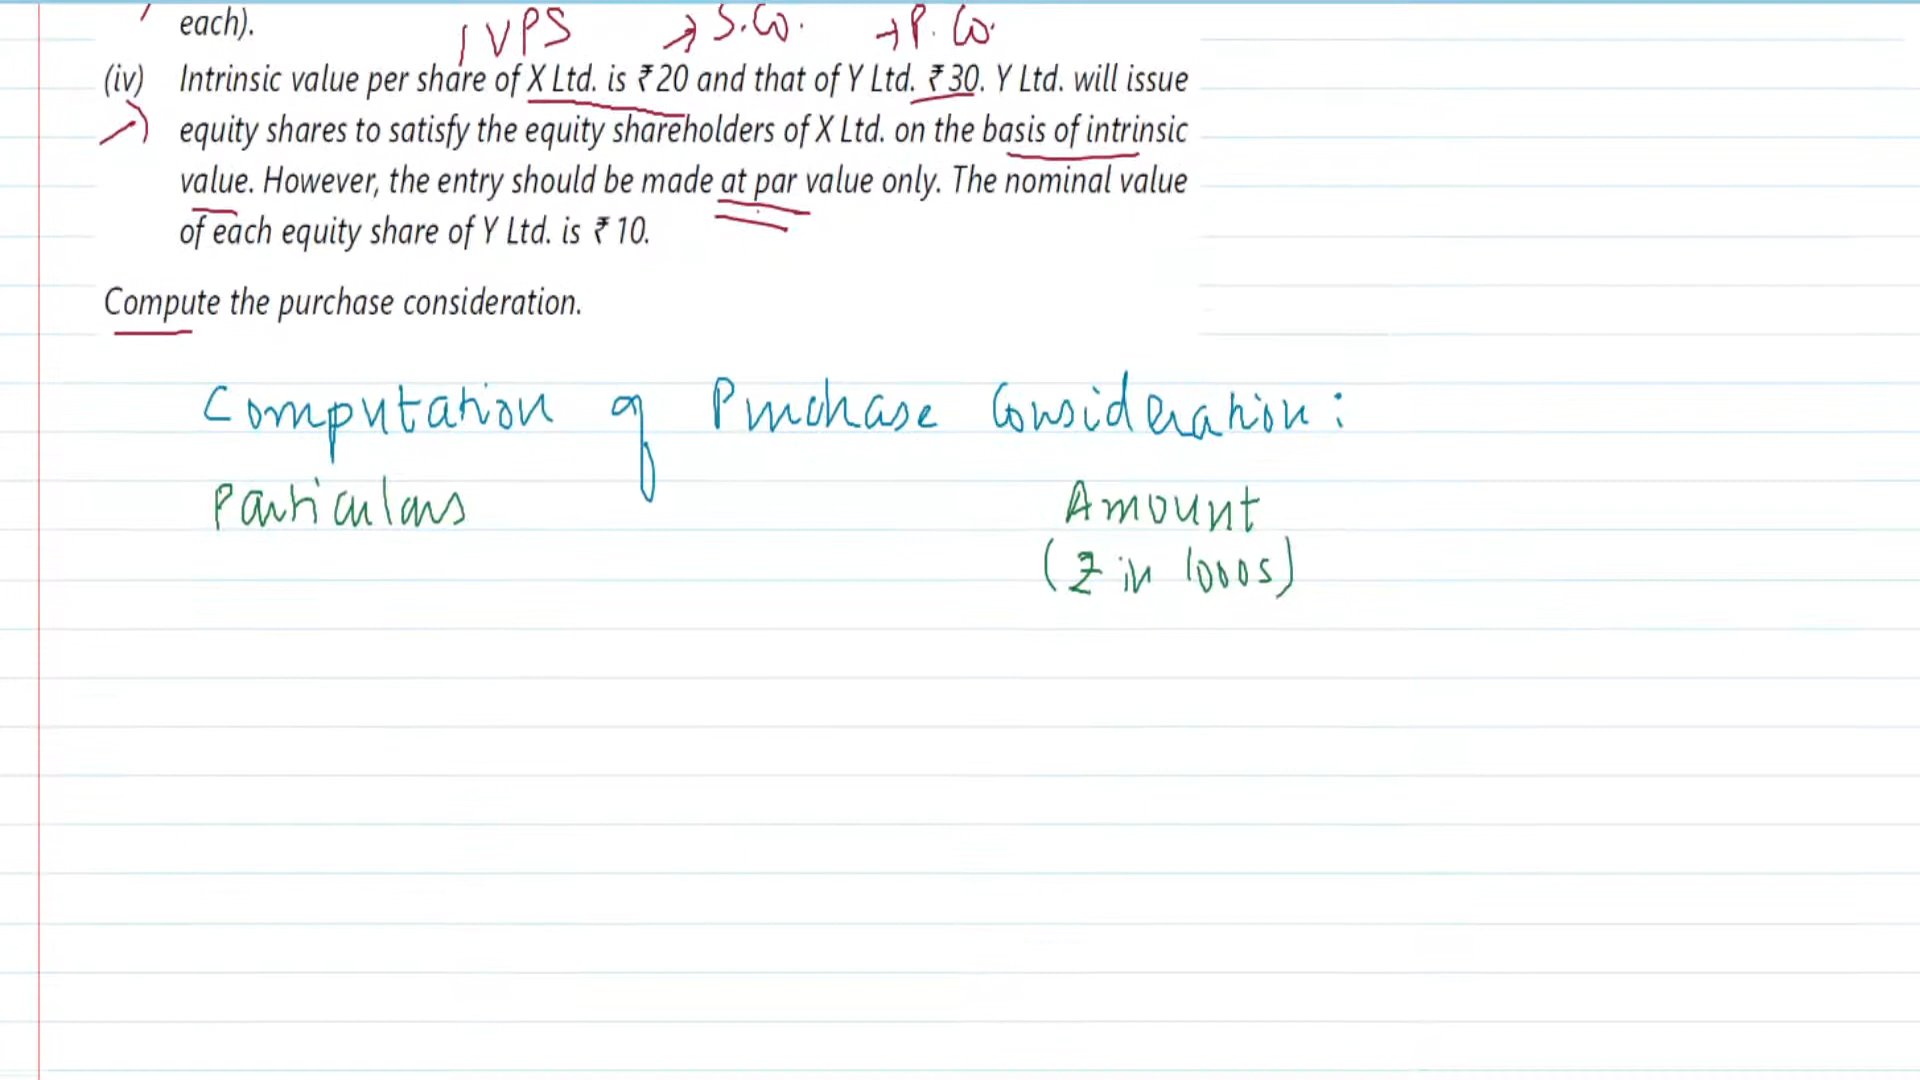 each).
IVPS → S.Co. → P.Co.
(iv) Intrinsic value per share of X Ltd. is ₹ 20 and that of Y Ltd. ₹ 30. Y Ltd. will issue
equity shares to satisfy the equity shareholders of X Ltd. on the basis of intrinsic
value. However, the entry should be made at par value only. The nominal value
of each equity share of Y Ltd. is ₹ 10.
Compute the purchase consideration.
Computation of Purchase Consideration:
Particulars Amount
(₹ in 1000s)